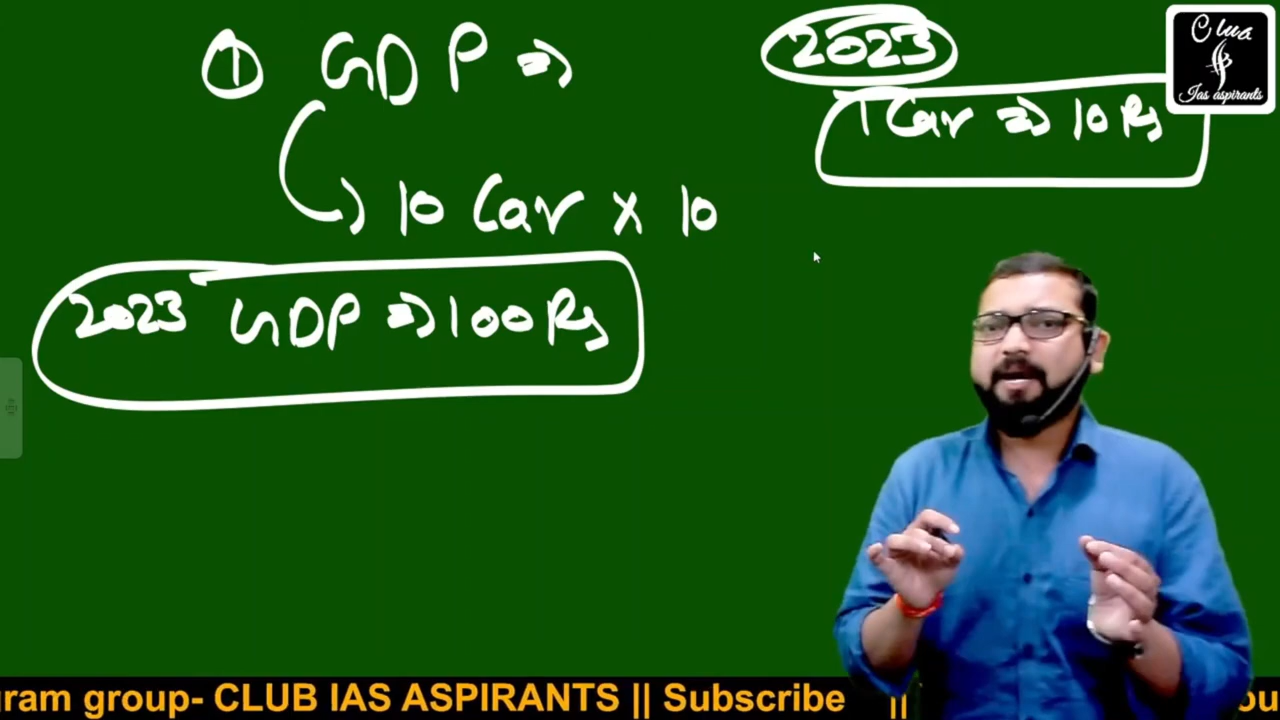 ① GDP ⇒
2023
1 Car ⇒ 10 Rs
10 Car × 10
2023 GDP ⇒ 100 Rs
Club
Ias aspirants
gram group- CLUB IAS ASPIRANTS || Subscribe ||